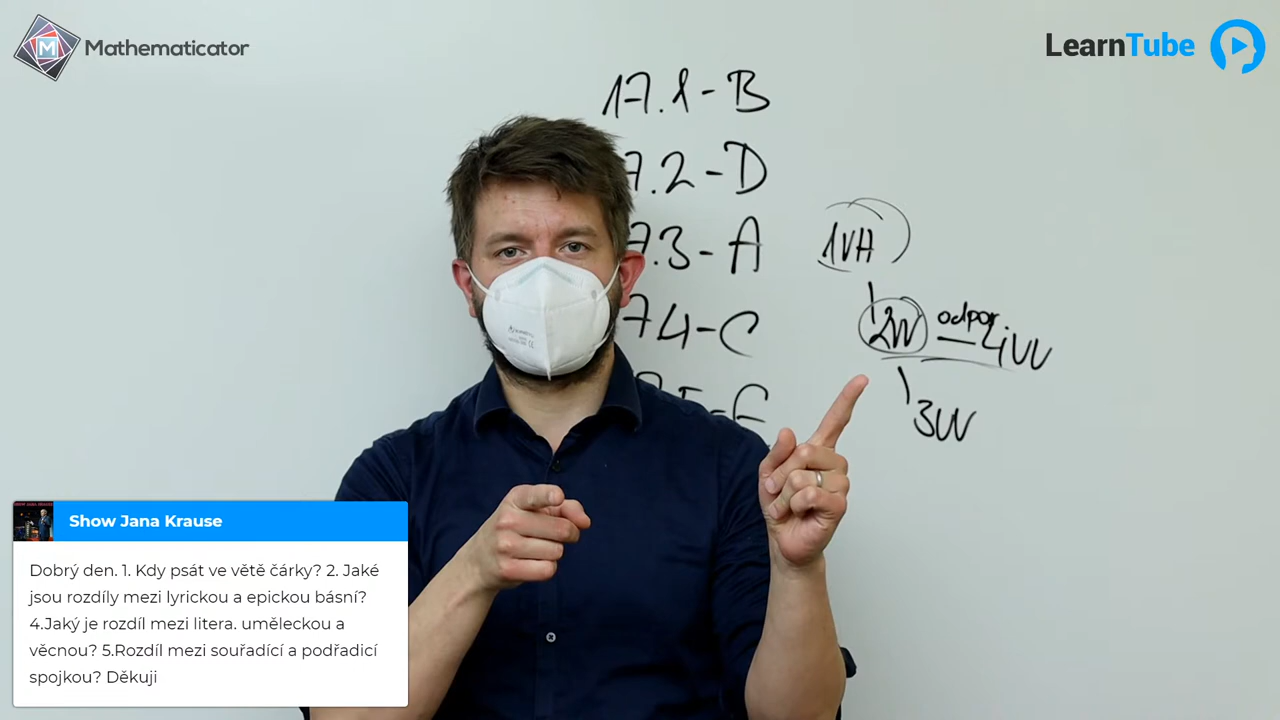 Mathematicator
LearnTube
17.1-B
7.2-D
7.3-A
7.4-C
1VH
2VV odpor 4VV
3VV
Show Jana Krause
Dobrý den. 1. Kdy psát ve větě čárky? 2. Jaké
jsou rozdíly mezi lyrickou a epickou básní?
4.Jaký je rozdíl mezi litera. uměleckou a
věcnou? 5.Rozdíl mezi souřadící a podřadicí
spojkou? Děkuji